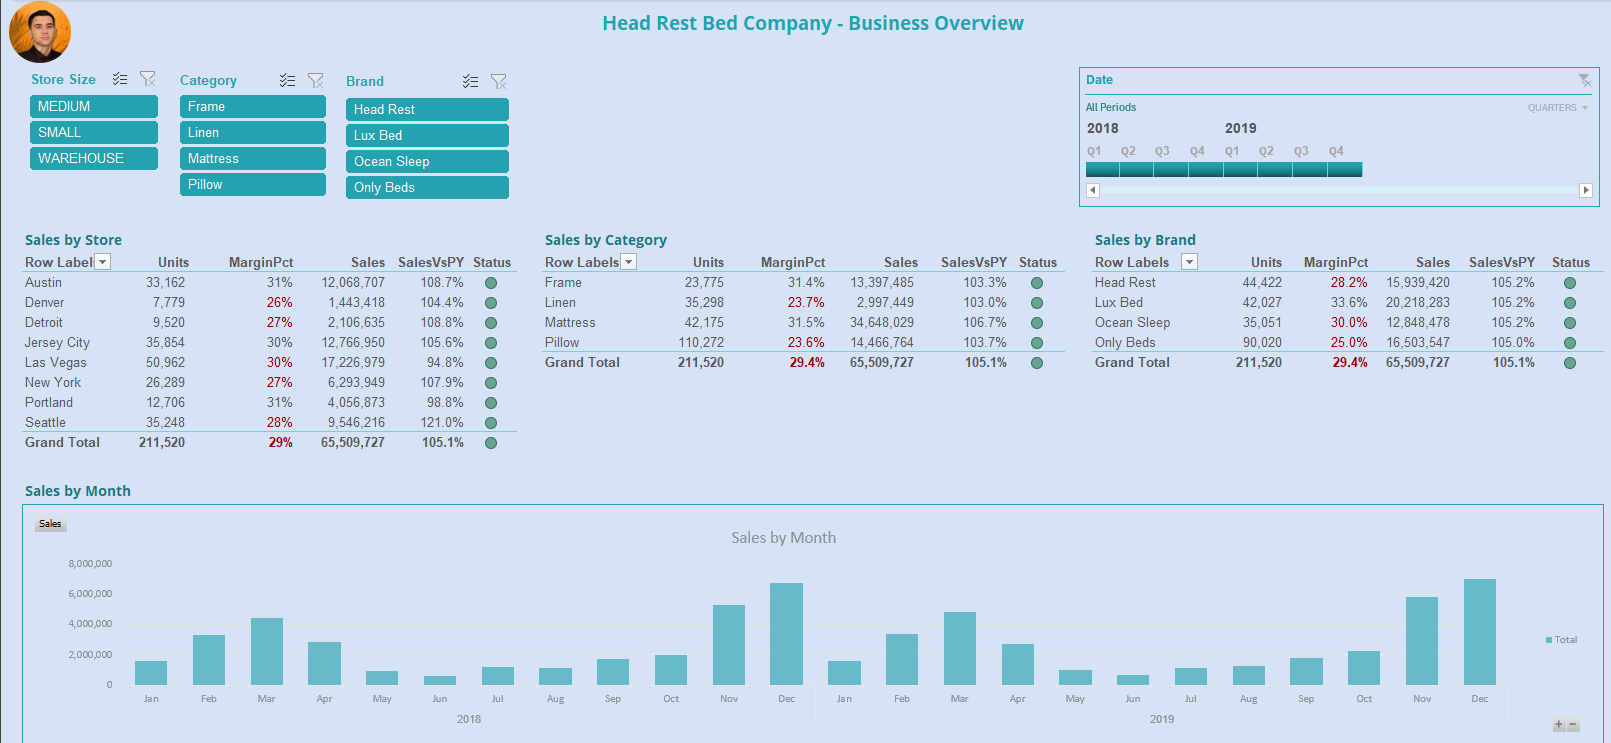 Head Rest Bed Company - Business Overview
Store Size
MEDIUM
SMALL
WAREHOUSE
Category
Frame
Linen
Mattress
Pillow
Brand
Head Rest
Lux Bed
Ocean Sleep
Only Beds
Date
All Periods QUARTERS
2018 2019
Q1 Q2 Q3 Q4 Q1 Q2 Q3 Q4
Sales by Store
Row Label Units MarginPct Sales SalesVsPY Status
Austin 33,162 31% 12,068,707 108.7%
Denver 7,779 26% 1,443,418 104.4%
Detroit 9,520 27% 2,106,635 108.8%
Jersey City 35,854 30% 12,766,950 105.6%
Las Vegas 50,962 30% 17,226,979 94.8%
New York 26,289 27% 6,293,949 107.9%
Portland 12,706 31% 4,056,873 98.8%
Seattle 35,248 28% 9,546,216 121.0%
Grand Total 211,520 29% 65,509,727 105.1%
Sales by Category
Row Labels Units MarginPct Sales SalesVsPY Status
Frame 23,775 31.4% 13,397,485 103.3%
Linen 35,298 23.7% 2,997,449 103.0%
Mattress 42,175 31.5% 34,648,029 106.7%
Pillow 110,272 23.6% 14,466,764 103.7%
Grand Total 211,520 29.4% 65,509,727 105.1%
Sales by Brand
Row Labels Units MarginPct Sales SalesVsPY Status
Head Rest 44,422 28.2% 15,939,420 105.2%
Lux Bed 42,027 33.6% 20,218,283 105.2%
Ocean Sleep 35,051 30.0% 12,848,478 105.2%
Only Beds 90,020 25.0% 16,503,547 105.0%
Grand Total 211,520 29.4% 65,509,727 105.1%
Sales by Month
Sales
Sales by Month
8,000,000
6,000,000
4,000,000
2,000,000
0
Jan Feb Mar Apr May Jun Jul Aug Sep Oct Nov Dec Jan Feb Mar Apr May Jun Jul Aug Sep Oct Nov Dec
2018 2019
Total
+ −